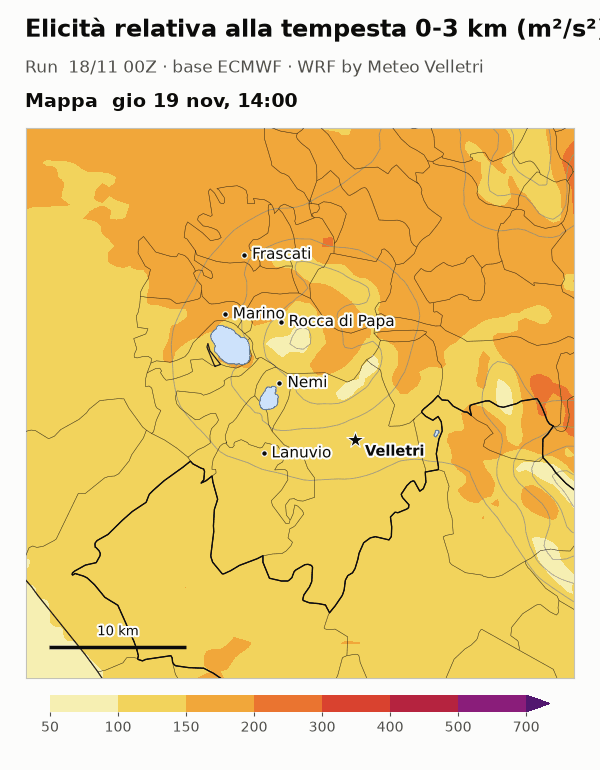 Elicità relativa alla tempesta 0-3 km (m²/s²)
Run 18/11 00Z · base ECMWF · WRF by Meteo Velletri
Mappa gio 19 nov, 14:00
Frascati
Marino
Rocca di Papa
Nemi
Velletri
Lanuvio
10 km
50 100 150 200 300 400 500 700